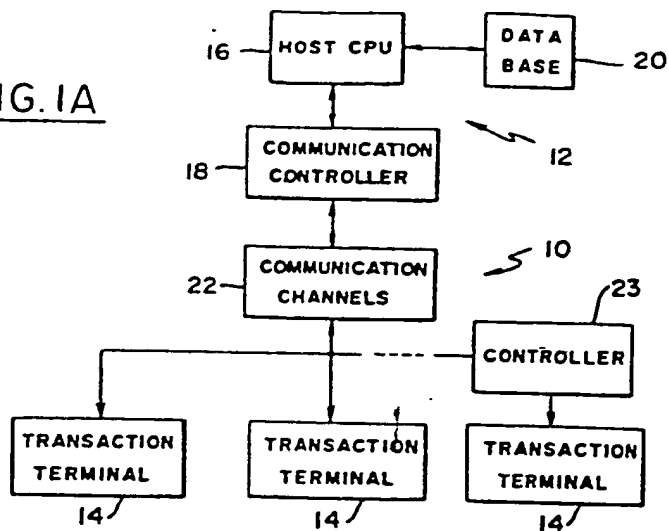 IG. 1A
16
HOST CPU
DATA
BASE
20
12
18
COMMUNICATION
CONTROLLER
10
22
COMMUNICATION
CHANNELS
23
CONTROLLER
TRANSACTION
TERMINAL
14
TRANSACTION
TERMINAL
14
TRANSACTION
TERMINAL
14